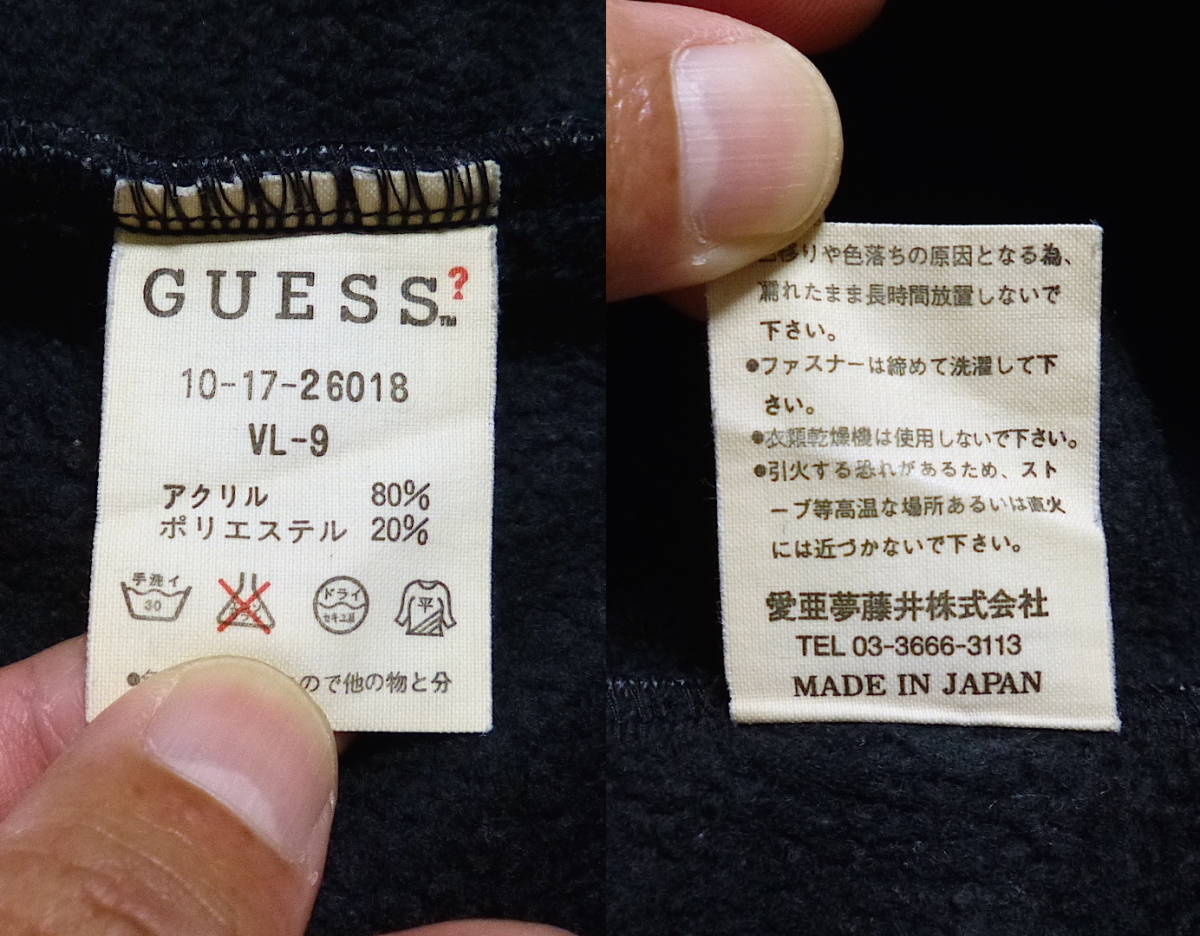 GUESS?™
10-17-26018
VL-9
アクリル 80%
ポリエステル 20%
手洗イ
30
ドライ
セキユ系
平
ので他の物と分
移りや色落ちの原因となる為、
濡れたまま長時間放置しないで
下さい。
●ファスナーは締めて洗濯して下
さい。
●衣類乾燥機は使用しないで下さい。
●引火する恐れがあるため、スト
ーブ等高温な場所あるいは直火
には近づかないで下さい。
愛亜夢藤井株式会社
TEL 03-3666-3113
MADE IN JAPAN